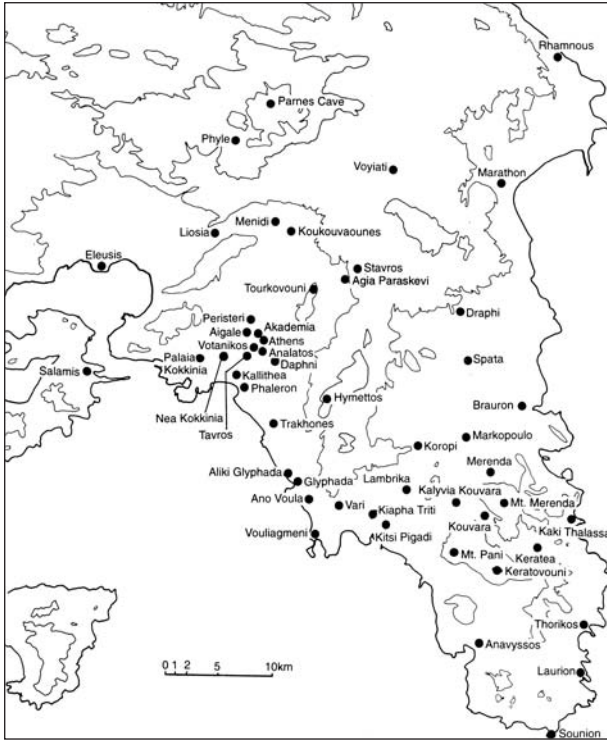 Rhamnous
Parnes Cave
Phyle
Voyiati
Marathon
Menidi
Liosia
Koukouvaounes
Eleusis
Stavros
Agia Paraskevi
Tourkovouni
Draphi
Peristeri
Aigale
Akademia
Athens
Votanikos
Analatos
Palaia
Kokkinia
Daphni
Spata
Salamis
Kallithea
Phaleron
Nea Kokkinia
Tavros
Hymettos
Brauron
Trakhones
Markopoulo
Koropi
Aliki Glyphada
Glyphada
Merenda
Lambrika
Kalyvia Kouvara
Ano Voula
Vari
Mt. Merenda
Kiapha Triti
Kouvara
Kaki Thalassa
Vouliagmeni
Kitsi Pigadi
Mt. Pani
Keratea
Keratovouni
Thorikos
Anavyssos
Laurion
0 1 2 5 10km
Sounion